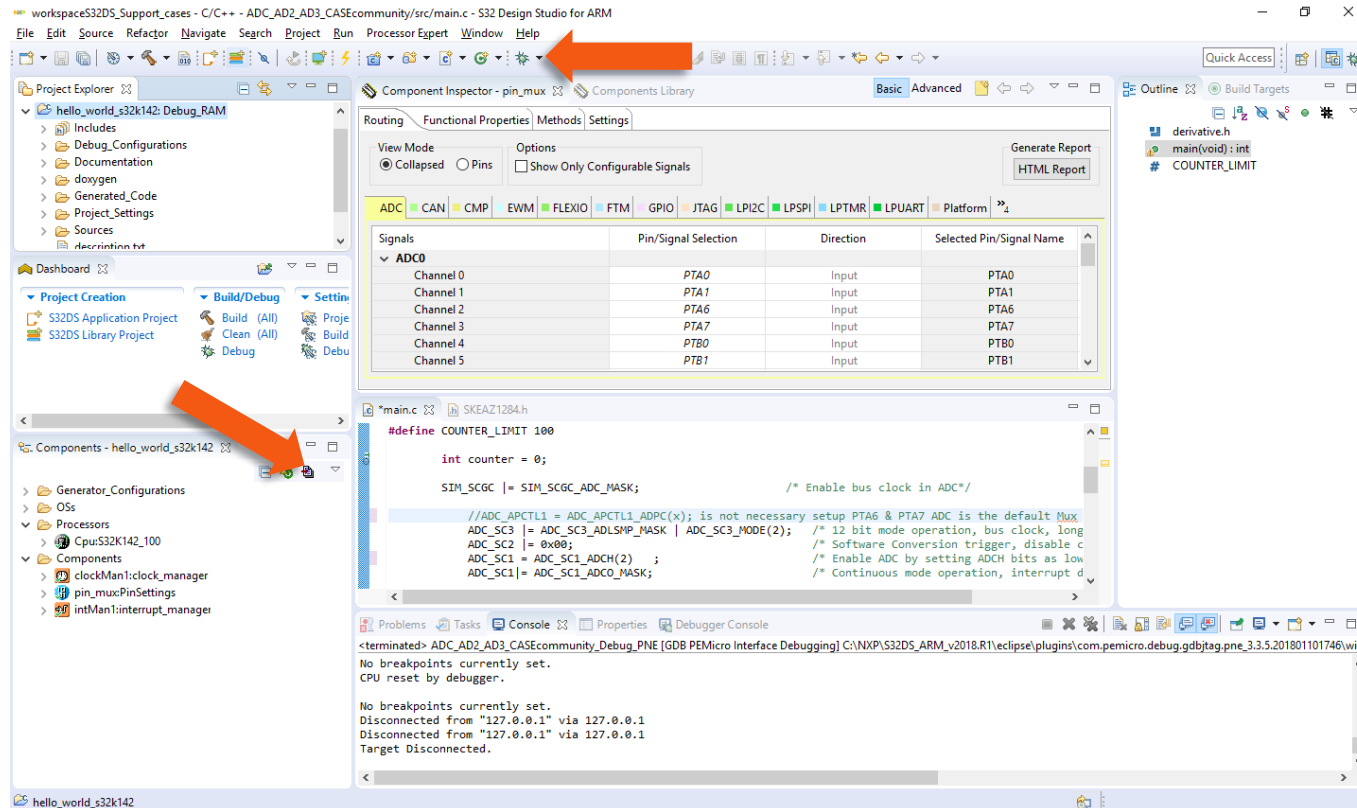 workspaceS32DS_Support_cases - C/C++ - ADC_AD2_AD3_CASEcommunity/src/main.c - S32 Design Studio for ARM
File Edit Source Refactor Navigate Search Project Run Processor Expert Window Help
Quick Access
Project Explorer
hello_world_s32k142: Debug_RAM
Includes
Debug_Configurations
Documentation
doxygen
Generated_Code
Project_Settings
Sources
description.txt
Dashboard
Project Creation
S32DS Application Project
S32DS Library Project
Build/Debug
Build (All)
Clean (All)
Debug
Settin
Proje
Build
Debu
Components - hello_world_s32k142
Generator_Configurations
OSs
Processors
Cpu:S32K142_100
Components
clockMan1:clock_manager
pin_mux:PinSettings
intMan1:interrupt_manager
Component Inspector - pin_mux Components Library Basic Advanced
Routing Functional Properties Methods Settings
View Mode
Collapsed Pins
Options
Show Only Configurable Signals
Generate Report
HTML Report
ADC CAN CMP EWM FLEXIO FTM GPIO JTAG LPI2C LPSPI LPTMR LPUART Platform »4
Signals Pin/Signal Selection Direction Selected Pin/Signal Name
ADC0
Channel 0 PTA0 Input PTA0
Channel 1 PTA1 Input PTA1
Channel 2 PTA6 Input PTA6
Channel 3 PTA7 Input PTA7
Channel 4 PTB0 Input PTB0
Channel 5 PTB1 Input PTB1
*main.c SKEAZ1284.h
#define COUNTER_LIMIT 100
int counter = 0;
SIM_SCGC |= SIM_SCGC_ADC_MASK; /* Enable bus clock in ADC*/
//ADC_APCTL1 = ADC_APCTL1_ADPC(x); is not necessary setup PTA6 & PTA7 ADC is the default Mux
ADC_SC3 |= ADC_SC3_ADLSMP_MASK | ADC_SC3_MODE(2); /* 12 bit mode operation, bus clock, long
ADC_SC2 |= 0x00; /* Software Conversion trigger, disable c
ADC_SC1 = ADC_SC1_ADCH(2) ; /* Enable ADC by setting ADCH bits as low
ADC_SC1|= ADC_SC1_ADCO_MASK; /* Continuous mode operation, interrupt d
Outline Build Targets
derivative.h
main(void) : int
COUNTER_LIMIT
Problems Tasks Console Properties Debugger Console
<terminated> ADC_AD2_AD3_CASEcommunity_Debug_PNE [GDB PEMicro Interface Debugging] C:\NXP\S32DS_ARM_v2018.R1\eclipse\plugins\com.pemicro.debug.gdbjtag.pne_3.3.5.201801101746\wi
No breakpoints currently set.
CPU reset by debugger.
No breakpoints currently set.
Disconnected from "127.0.0.1" via 127.0.0.1
Disconnected from "127.0.0.1" via 127.0.0.1
Target Disconnected.
hello_world_s32k142